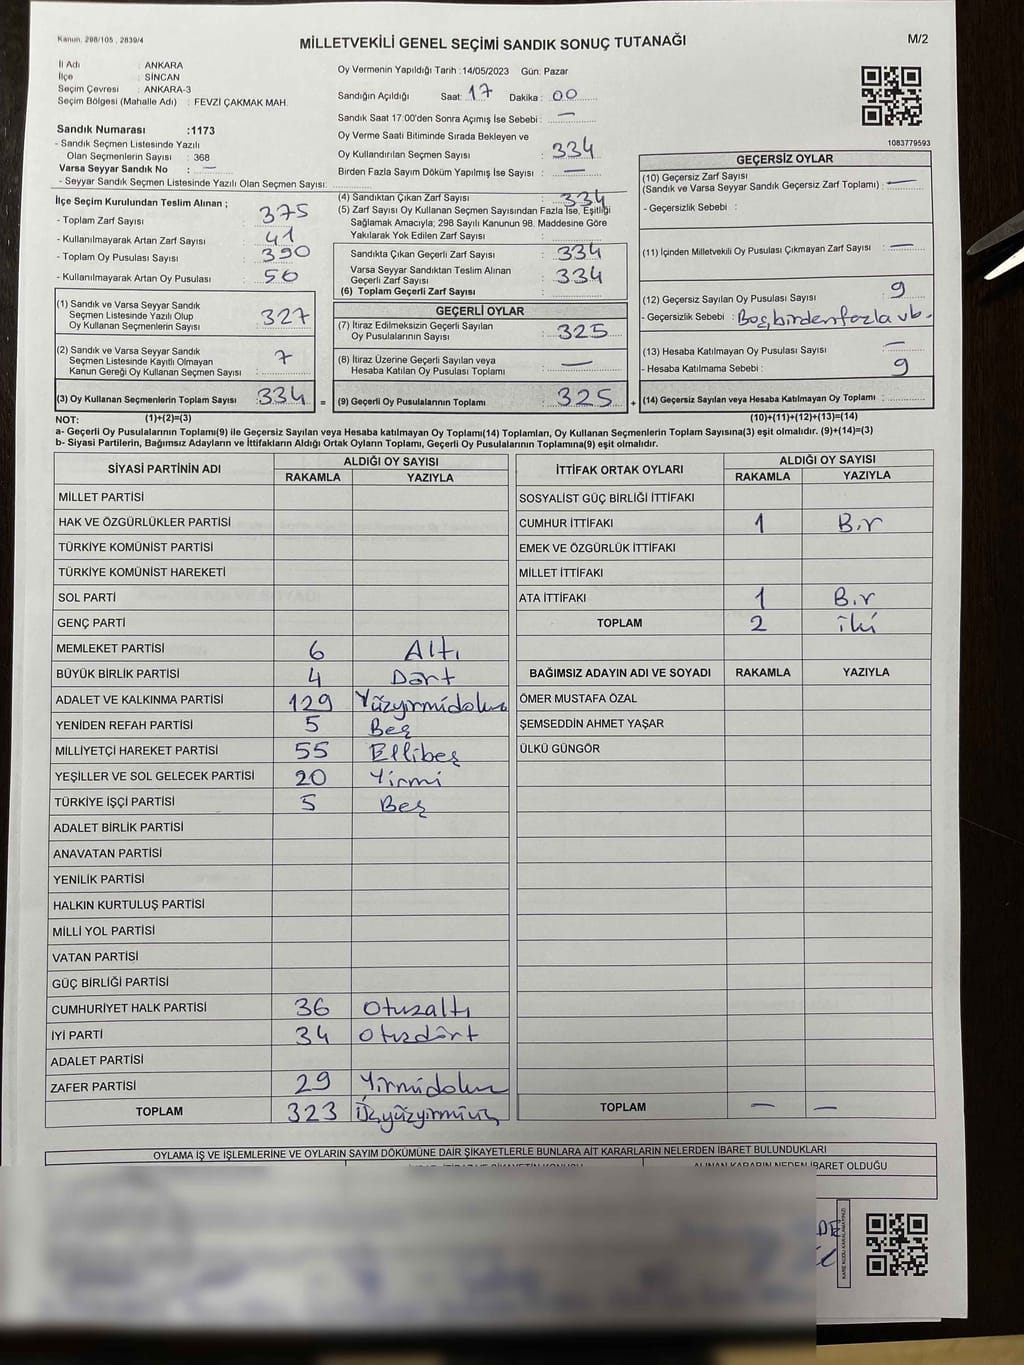 Kanun. 298/105 , 2839/4
M/2
MİLLETVEKİLİ GENEL SEÇİMİ SANDIK SONUÇ TUTANAĞI
İl Adı : ANKARA
İlçe : SİNCAN
Seçim Çevresi : ANKARA-3
Seçim Bölgesi (Mahalle Adı) : FEVZİ ÇAKMAK MAH.
Sandık Numarası :1173
- Sandık Seçmen Listesinde Yazılı
Olan Seçmenlerin Sayısı : 368
Varsa Seyyar Sandık No : —
- Seyyar Sandık Seçmen Listesinde Yazılı Olan Seçmen Sayısı:
Oy Vermenin Yapıldığı Tarih :14/05/2023 Gün: Pazar
Sandığın Açıldığı Saat: 17 Dakika : 00
Sandık Saat 17:00'den Sonra Açımış İse Sebebi : —
Oy Verme Saati Bitiminde Sırada Bekleyen ve
Oy Kullandırılan Seçmen Sayısı : 334
Birden Fazla Sayım Döküm Yapılmış İse Sayısı : —
1083779593
İlçe Seçim Kurulundan Teslim Alınan ;
- Toplam Zarf Sayısı : 375
- Kullanılmayarak Artan Zarf Sayısı : 41
- Toplam Oy Pusulası Sayısı : 390
- Kullanılmayarak Artan Oy Pusulası : 56
(1) Sandık ve Varsa Seyyar Sandık
Seçmen Listesinde Yazılı Olup
Oy Kullanan Seçmenlerin Sayısı : 327
(2) Sandık ve Varsa Seyyar Sandık
Seçmen Listesinde Kayıtlı Olmayan
Kanun Gereği Oy Kullanan Seçmen Sayısı : 7
(3) Oy Kullanan Seçmenlerin Toplam Sayısı : 334 =
(4) Sandıktan Çıkan Zarf Sayısı : 334
(5) Zarf Sayısı Oy Kullanan Seçmen Sayısından Fazla İse, Eşitliği
Sağlamak Amacıyla; 298 Sayılı Kanunun 98. Maddesine Göre
Yakılarak Yok Edilen Zarf Sayısı :
Sandıkta Çıkan Geçerli Zarf Sayısı : 334
Varsa Seyyar Sandıktan Teslim Alınan
Geçerli Zarf Sayısı : 334
(6) Toplam Geçerli Zarf Sayısı :
GEÇERLİ OYLAR
(7) İtiraz Edilmeksizin Geçerli Sayılan
Oy Pusulalarının Sayısı : 325
(8) İtiraz Üzerine Geçerli Sayılan veya
Hesaba Katılan Oy Pusulası Toplamı : —
(9) Geçerli Oy Pusulalarının Toplamı : 325 +
GEÇERSİZ OYLAR
(10) Geçersiz Zarf Sayısı
(Sandık ve Varsa Seyyar Sandık Geçersiz Zarf Toplamı) : —
- Geçersizlik Sebebi :
(11) İçinden Milletvekili Oy Pusulası Çıkmayan Zarf Sayısı : —
(12) Geçersiz Sayılan Oy Pusulası Sayısı : 9
- Geçersizlik Sebebi : Boş,birdenfazla vb.
(13) Hesaba Katılmayan Oy Pusulası Sayısı : —
- Hesaba Katılmama Sebebi : 9
(14) Geçersiz Sayılan veya Hesaba Katılmayan Oy Toplamı :
NOT: (1)+(2)=(3) (10)+(11)+(12)+(13)=(14)
a- Geçerli Oy Pusulalarının Toplamı(9) ile Geçersiz Sayılan veya Hesaba katılmayan Oy Toplamı(14) Toplamları, Oy Kullanan Seçmenlerin Toplam Sayısına(3) eşit olmalıdır. (9)+(14)=(3)
b- Siyasi Partilerin, Bağımsız Adayların ve İttifakların Aldığı Ortak Oyların Toplamı, Geçerli Oy Pusulalarının Toplamına(9) eşit olmalıdır.
SİYASİ PARTİNİN ADI ALDIĞI OY SAYISI
RAKAMLA YAZIYLA
MİLLET PARTİSİ
HAK VE ÖZGÜRLÜKLER PARTİSİ
TÜRKİYE KOMÜNİST PARTİSİ
TÜRKİYE KOMÜNİST HAREKETİ
SOL PARTİ
GENÇ PARTİ
MEMLEKET PARTİSİ 6 Altı
BÜYÜK BİRLİK PARTİSİ 4 Dört
ADALET VE KALKINMA PARTİSİ 129 Yüzyirmidokuz
YENİDEN REFAH PARTİSİ 5 Beş
MİLLİYETÇİ HAREKET PARTİSİ 55 Ellibeş
YEŞİLLER VE SOL GELECEK PARTİSİ 20 Yirmi
TÜRKİYE İŞÇİ PARTİSİ 5 Beş
ADALET BİRLİK PARTİSİ
ANAVATAN PARTİSİ
YENİLİK PARTİSİ
HALKIN KURTULUŞ PARTİSİ
MİLLİ YOL PARTİSİ
VATAN PARTİSİ
GÜÇ BİRLİĞİ PARTİSİ
CUMHURİYET HALK PARTİSİ 36 Otuzaltı
İYİ PARTİ 34 Otuzdört
ADALET PARTİSİ
ZAFER PARTİSİ 29 Yirmidokuz
TOPLAM 323 Üçyüzyirmiüç
İTTİFAK ORTAK OYLARI ALDIĞI OY SAYISI
RAKAMLA YAZIYLA
SOSYALİST GÜÇ BİRLİĞİ İTTİFAKI
CUMHUR İTTİFAKI 1 Bir
EMEK VE ÖZGÜRLÜK İTTİFAKI
MİLLET İTTİFAKI
ATA İTTİFAKI 1 Bir
TOPLAM 2 İki
BAĞIMSIZ ADAYIN ADI VE SOYADI RAKAMLA YAZIYLA
ÖMER MUSTAFA ÖZAL
ŞEMSEDDİN AHMET YAŞAR
ÜLKÜ GÜNGÖR
TOPLAM — —
OYLAMA İŞ VE İŞLEMLERİNE VE OYLARIN SAYIM DÖKÜMÜNE DAİR ŞİKAYETLERLE BUNLARA AİT KARARLARIN NELERDEN İBARET BULUNDUKLARI
ALINAN KARARIN NEDEN İBARET OLDUĞU